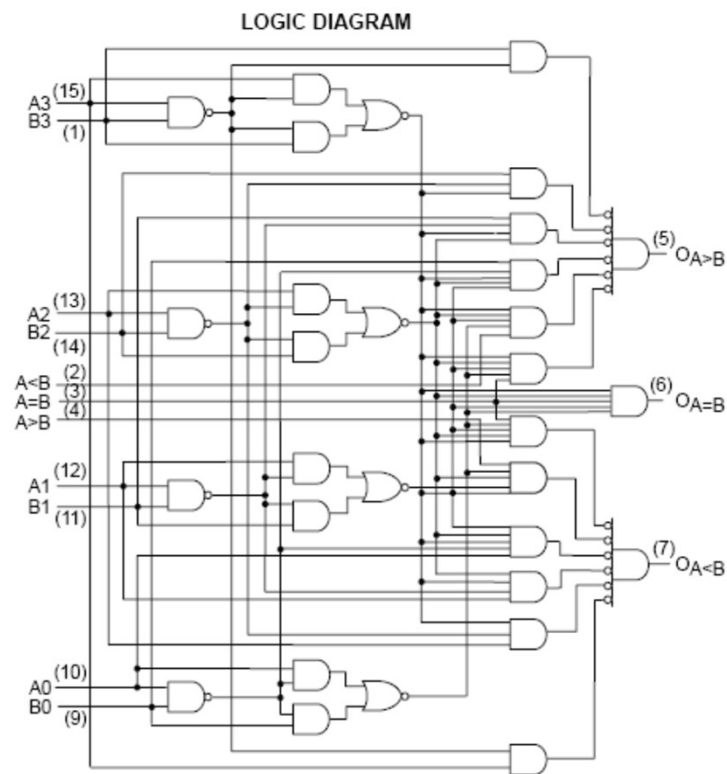 LOGIC DIAGRAM
A3 (15)
B3 (1)
A2 (13)
B2 (14)
A<B (2)
A=B (3)
A>B (4)
A1 (12)
B1 (11)
A0 (10)
B0 (9)
(5) OA>B
(6) OA=B
(7) OA<B